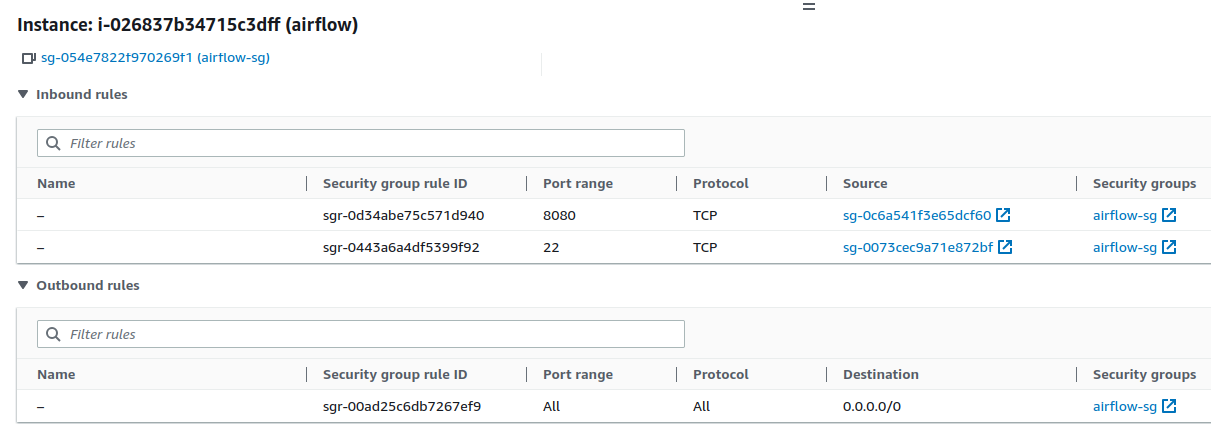 Instance: i-026837b34715c3dff (airflow)
sg-054e7822f970269f1 (airflow-sg)
Inbound rules
Filter rules
Name Security group rule ID Port range Protocol Source Security groups
– sgr-0d34abe75c571d940 8080 TCP sg-0c6a541f3e65dcf60 airflow-sg
– sgr-0443a6a4df5399f92 22 TCP sg-0073cec9a71e872bf airflow-sg
Outbound rules
Filter rules
Name Security group rule ID Port range Protocol Destination Security groups
– sgr-00ad25c6db7267ef9 All All 0.0.0.0/0 airflow-sg